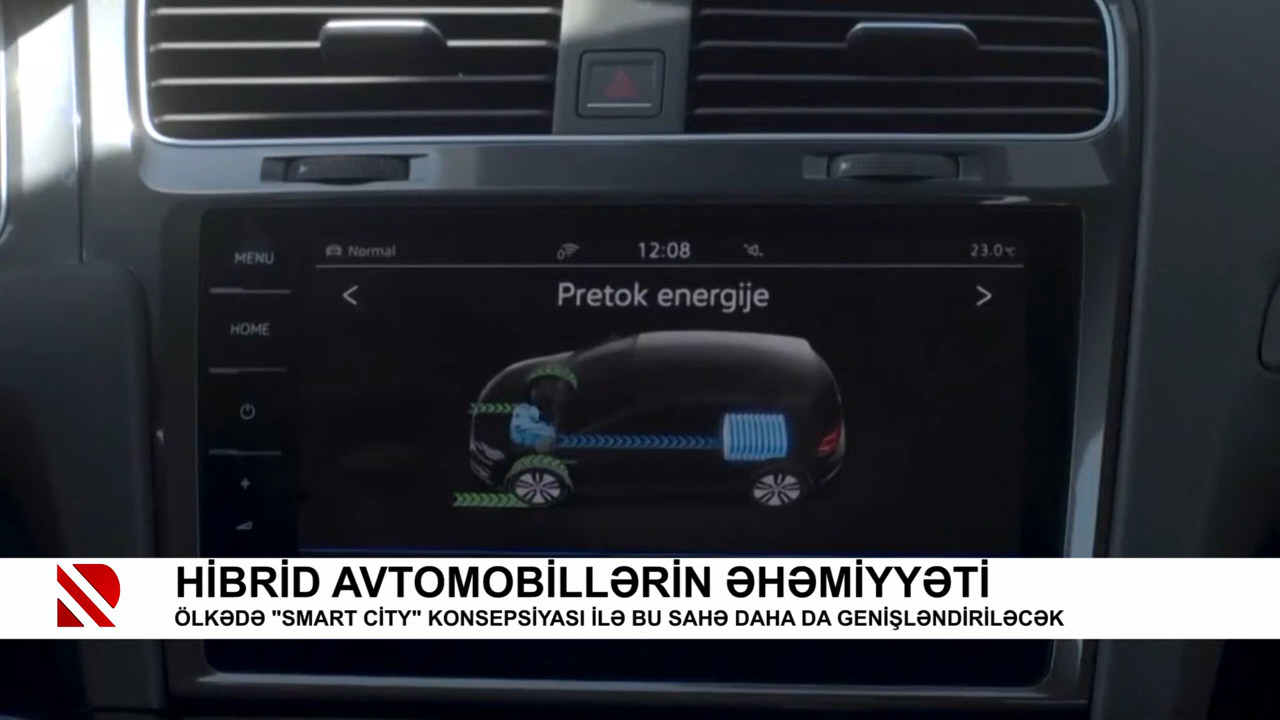 MENU
Normal
12:08
23.0°C
HOME
Pretok energije
HİBRİD AVTOMOBİLLƏRİN ƏHƏMİYYƏTİ
ÖLKƏDƏ "SMART CİTY" KONSEPSİYASI İLƏ BU SAHƏ DAHA DA GENİŞLƏNDİRİLƏCƏK